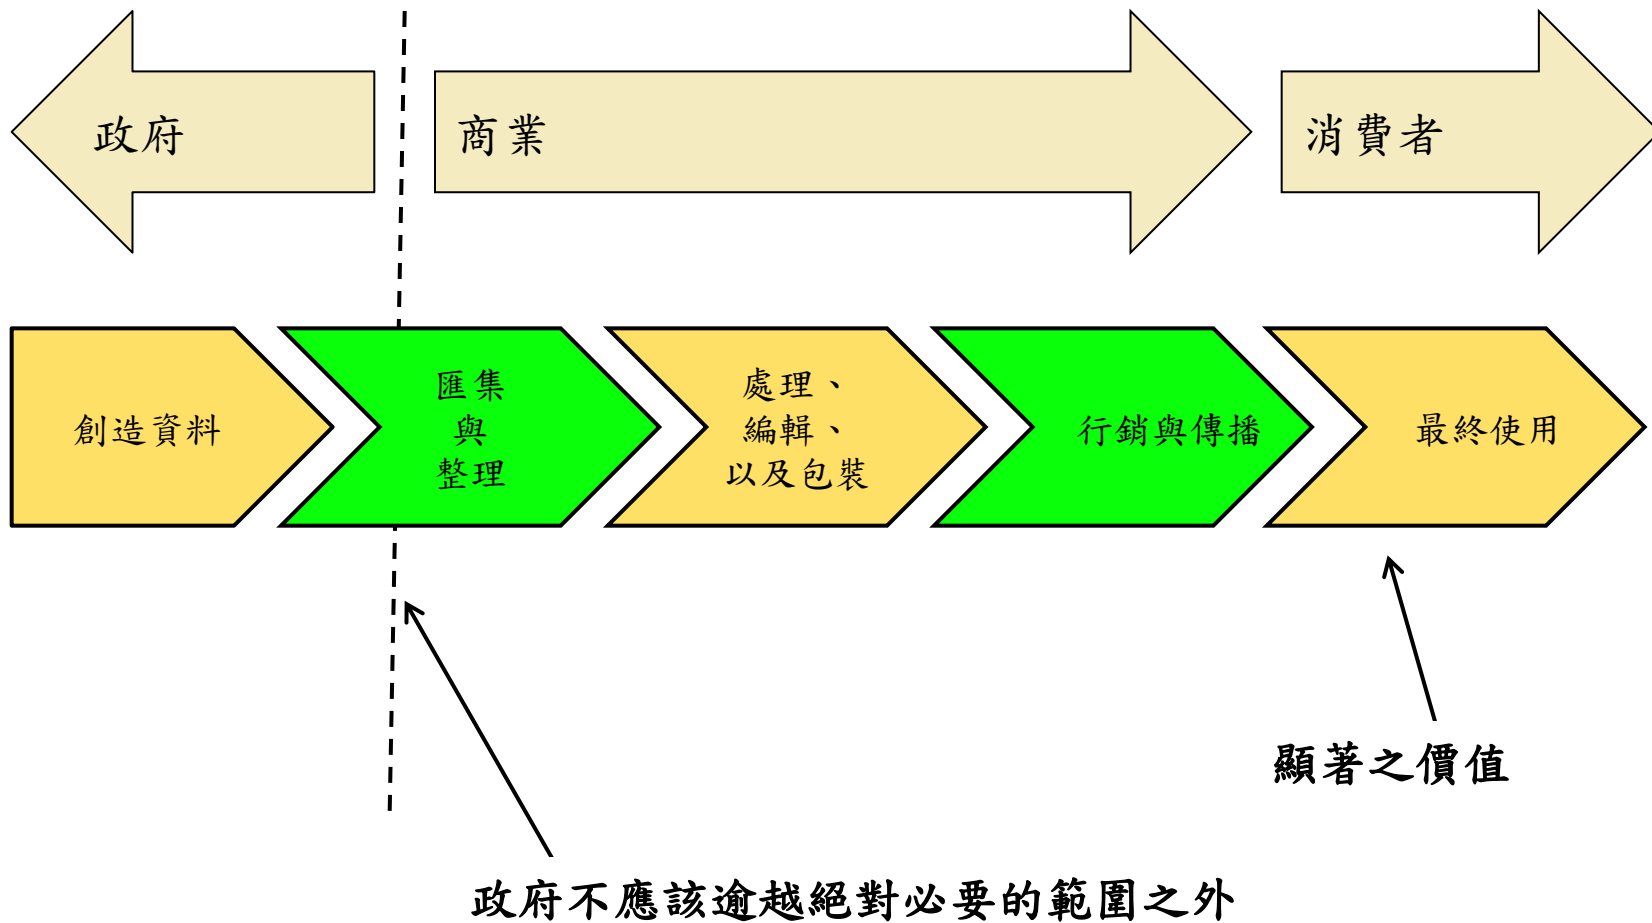 政府
商業
消費者
創造資料
匯集
與
整理
處理、
編輯、
以及包裝
行銷與傳播
最終使用
顯著之價值
政府不應該逾越絕對必要的範圍之外